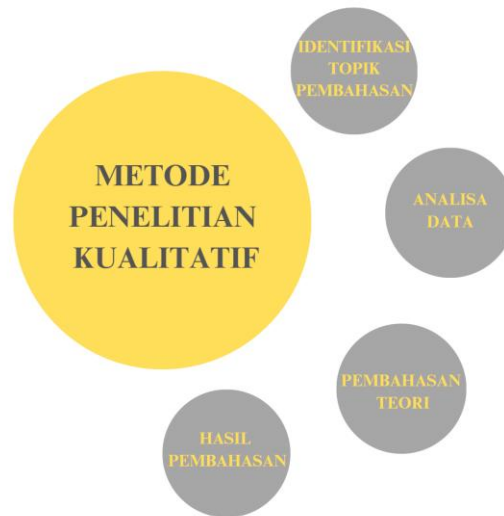 METODE
PENELITIAN
KUALITATIF
IDENTIFIKASI
TOPIK
PEMBAHASAN
ANALISA
DATA
PEMBAHASAN
TEORI
HASIL
PEMBAHASAN